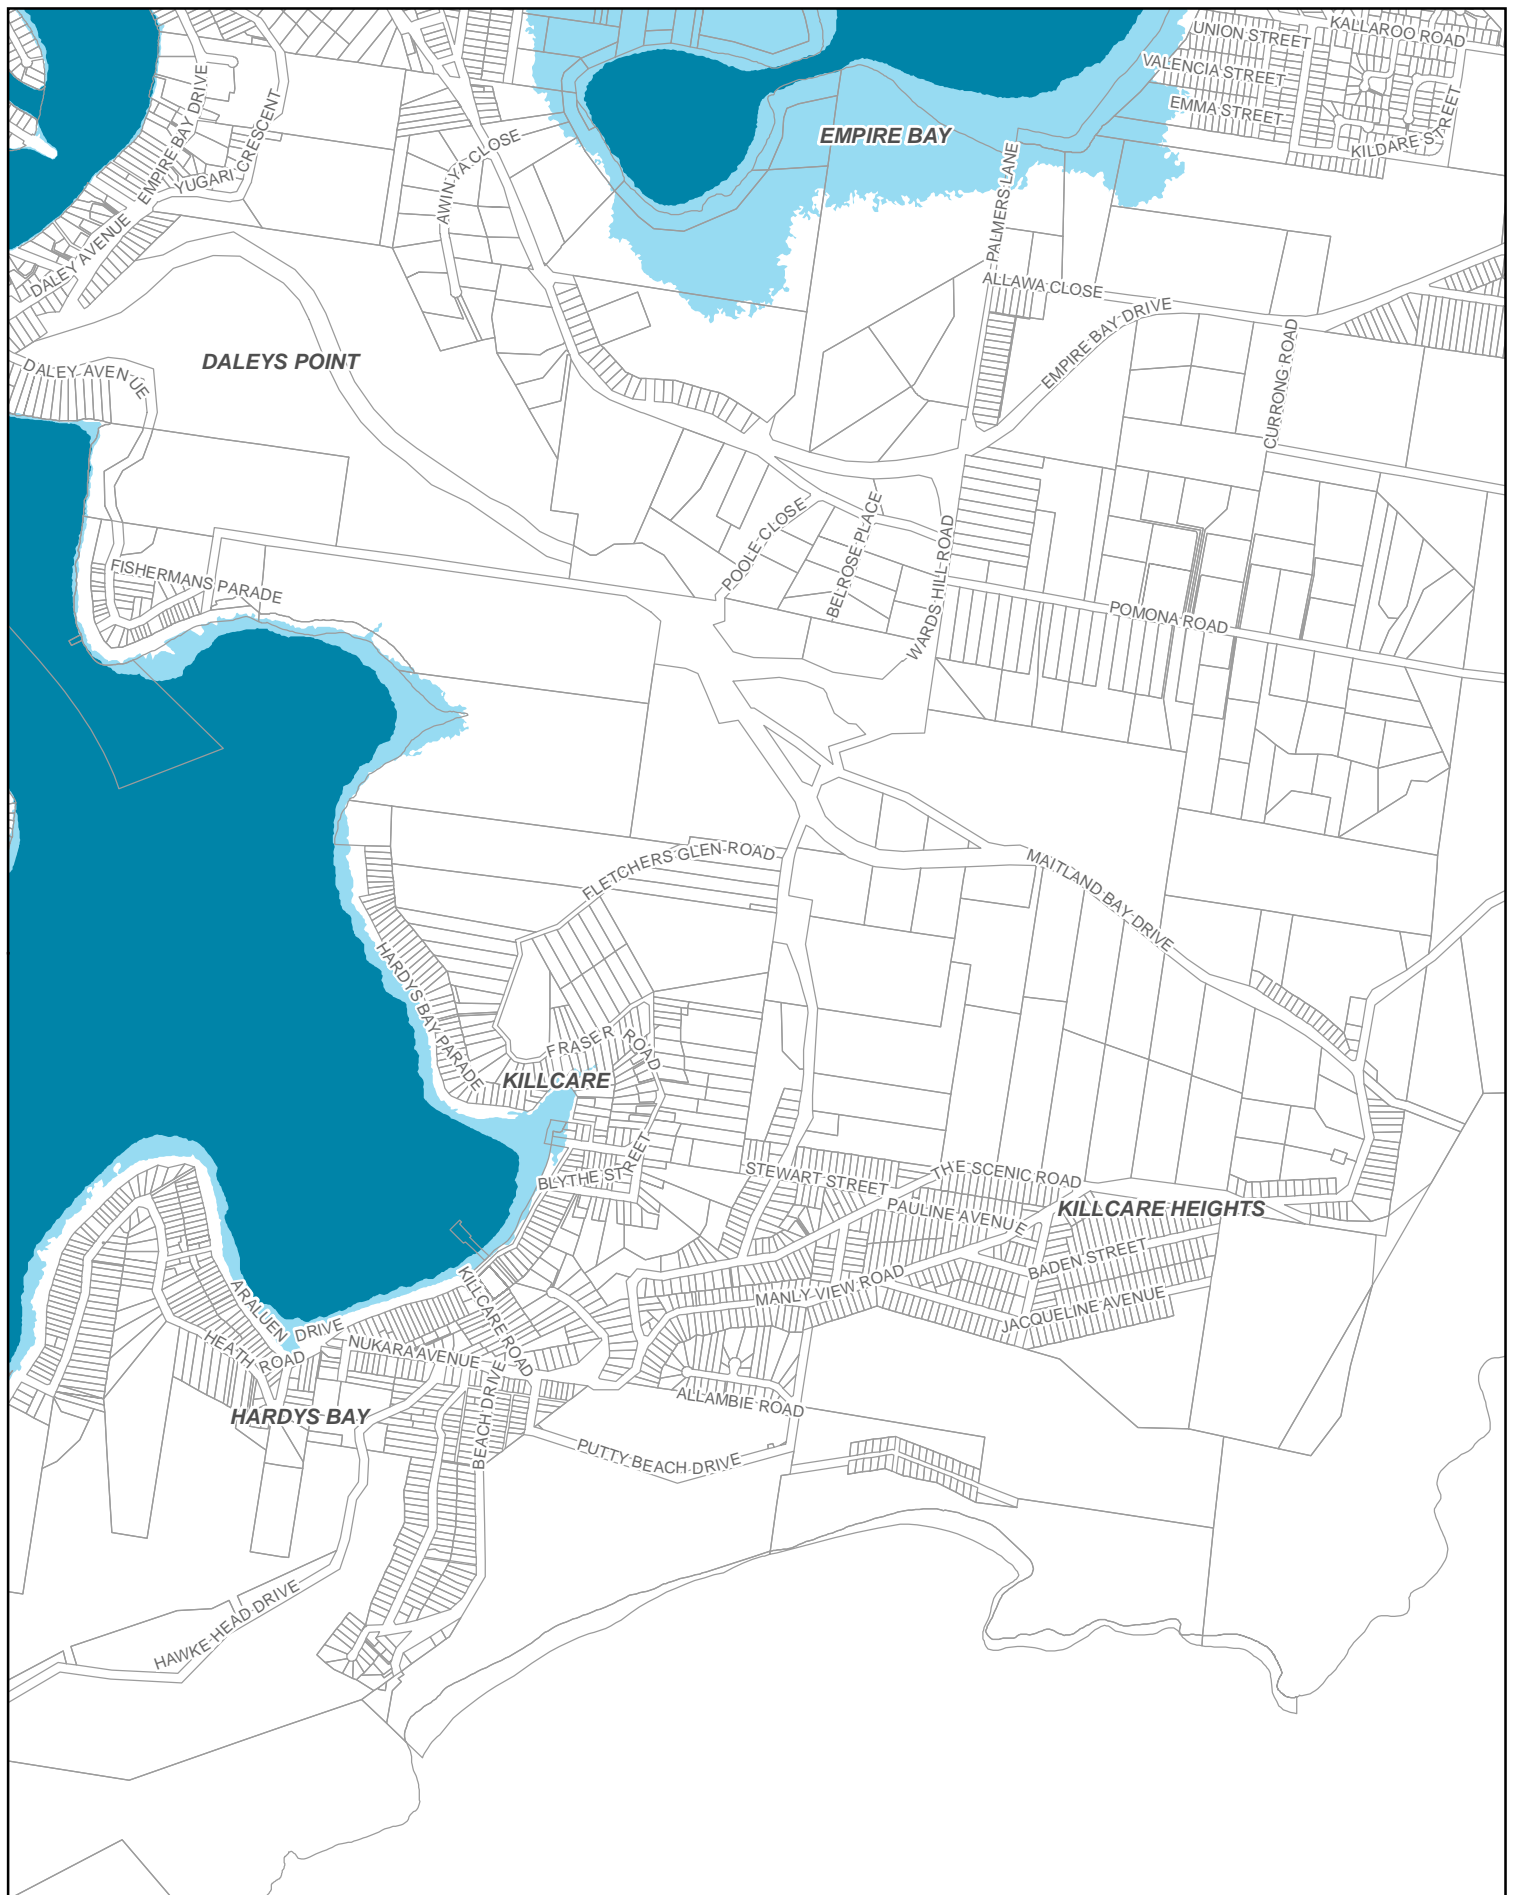 KALLAROO ROAD
UNION STREET
VALENCIA STREET
EMMA STREET
KILDARE STREET
EMPIRE BAY DRIVE
YUGARI CRESCENT
AWIN YA CLOSE
EMPIRE BAY
PALMERS LANE
DALEY AVENUE
ALLAWA CLOSE
EMPIRE BAY DRIVE
CURRONG ROAD
DALEYS POINT
DALEY AVENUE
POOLE CLOSE
BELROSE PLACE
WARDS HILL ROAD
FISHERMANS PARADE
POMONA ROAD
FLETCHERS GLEN ROAD
MAITLAND BAY DRIVE
HARDYS BAY PARADE
FRASER ROAD
KILLCARE
BLYTHE STREET
STEWART STREET
THE SCENIC ROAD
PAULINE AVENUE
KILLCARE HEIGHTS
BADEN STREET
MANLY VIEW ROAD
JACQUELINE AVENUE
ARALUEN DRIVE
KILLCARE ROAD
HEATH ROAD
NUKARA AVENUE
BEACH DRIVE
ALLAMBIE ROAD
HARDYS BAY
PUTTY BEACH DRIVE
HAWKE HEAD DRIVE